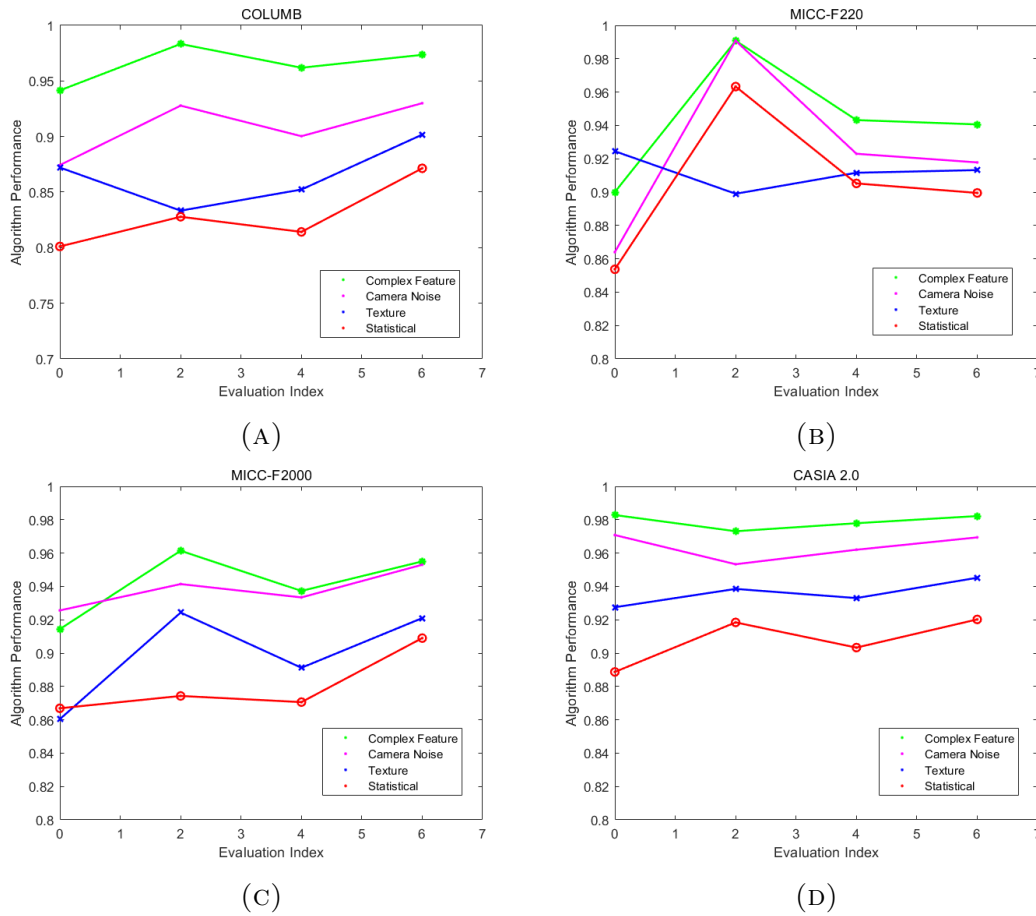 COLUMB
1
0.95
0.9
0.85
0.8
0.75
0.7
Algorithm Performance
Complex Feature
Camera Noise
Texture
Statistical
0 1 2 3 4 5 6 7
Evaluation Index
(A)
MICC-F220
1
0.98
0.96
0.94
0.92
0.9
0.88
0.86
0.84
0.82
0.8
Algorithm Performance
Complex Feature
Camera Noise
Texture
Statistical
0 1 2 3 4 5 6 7
Evaluation Index
(B)
MICC-F2000
1
0.98
0.96
0.94
0.92
0.9
0.88
0.86
0.84
0.82
0.8
Algorithm Performance
Complex Feature
Camera Noise
Texture
Statistical
0 1 2 3 4 5 6 7
Evaluation Index
(C)
CASIA 2.0
1
0.98
0.96
0.94
0.92
0.9
0.88
0.86
0.84
0.82
0.8
Algorithm Performance
Complex Feature
Camera Noise
Texture
Statistical
0 1 2 3 4 5 6 7
Evaluation Index
(D)